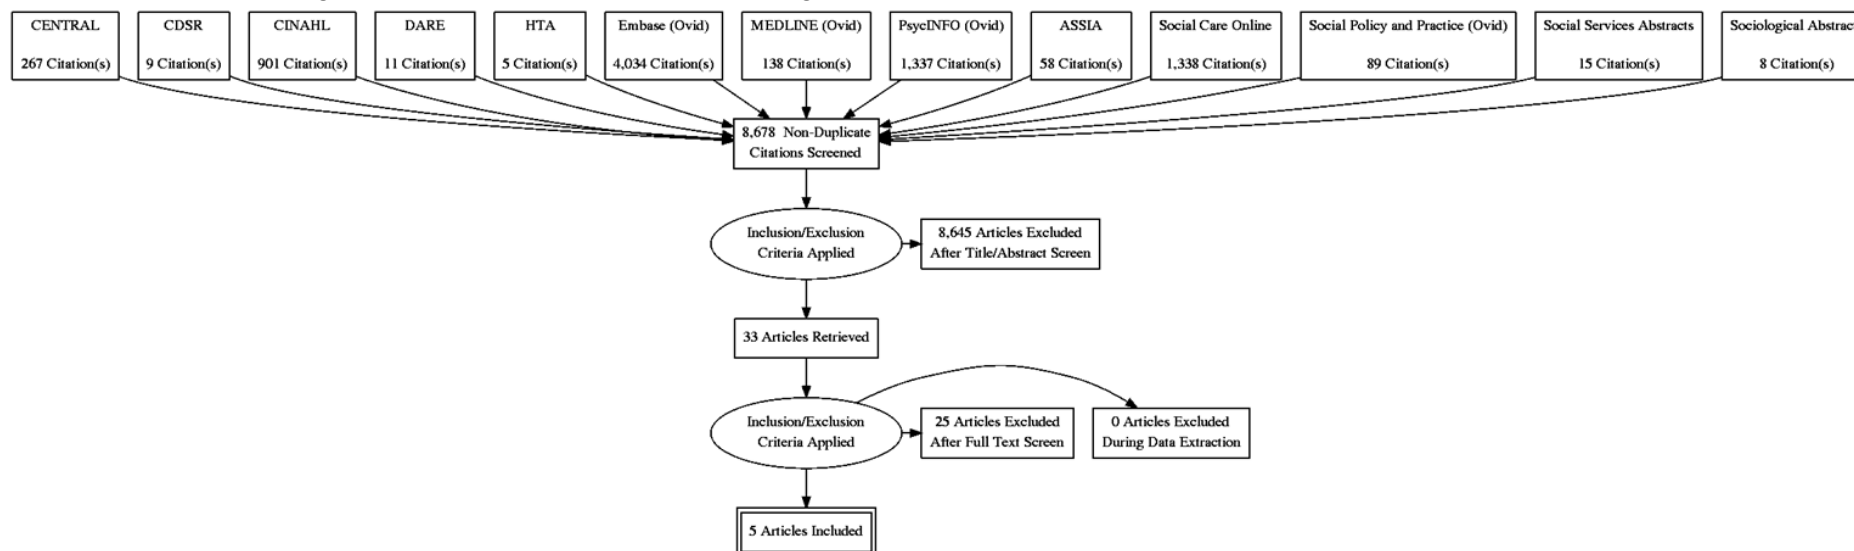 CENTRAL
267 Citation(s)
CDSR
9 Citation(s)
CINAHL
901 Citation(s)
DARE
11 Citation(s)
HTA
5 Citation(s)
Embase (Ovid)
4,034 Citation(s)
MEDLINE (Ovid)
138 Citation(s)
PsycINFO (Ovid)
1,337 Citation(s)
ASSIA
58 Citation(s)
Social Care Online
1,338 Citation(s)
Social Policy and Practice (Ovid)
89 Citation(s)
Social Services Abstracts
15 Citation(s)
Sociological Abstrac
8 Citation(s)
8,678 Non-Duplicate
Citations Screened
Inclusion/Exclusion
Criteria Applied
8,645 Articles Excluded
After Title/Abstract Screen
33 Articles Retrieved
Inclusion/Exclusion
Criteria Applied
25 Articles Excluded
After Full Text Screen
0 Articles Excluded
During Data Extraction
5 Articles Included